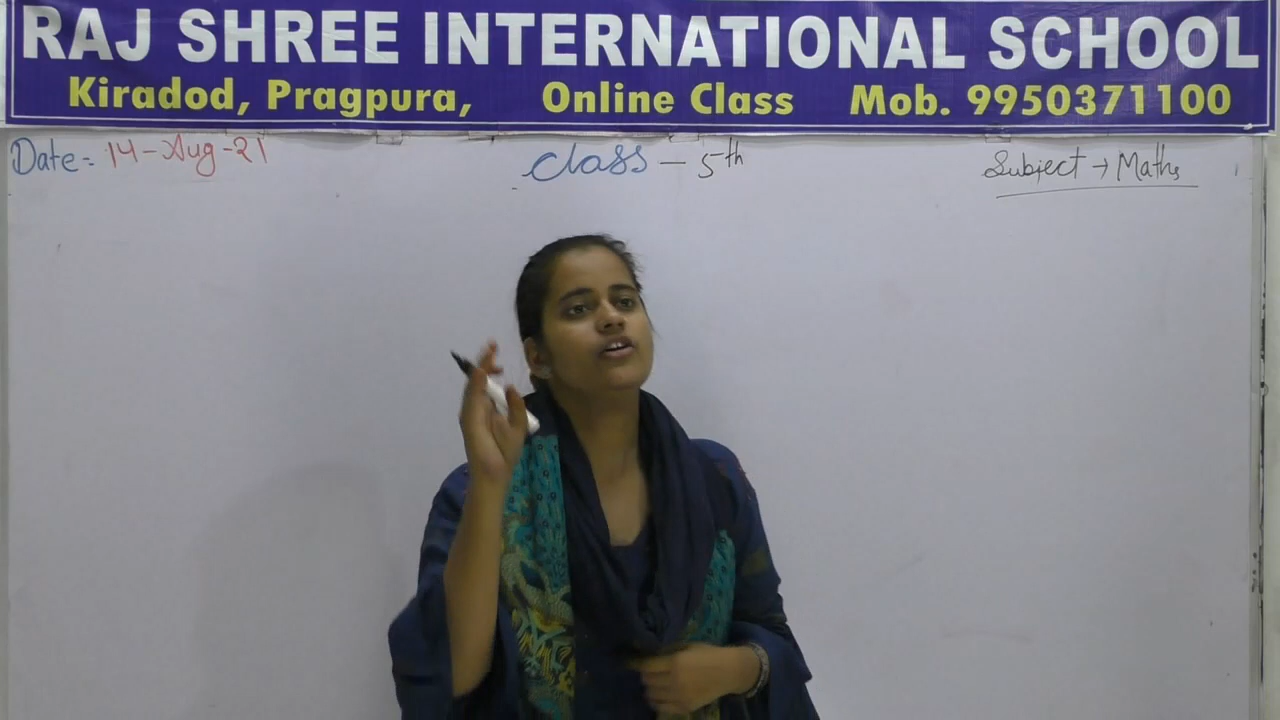 RAJ SHREE INTERNATIONAL SCHOOL
Kiradod, Pragpura, Online Class Mob. 9950371100
Date:- 14-Aug-21 Class - 5th Subject → Maths